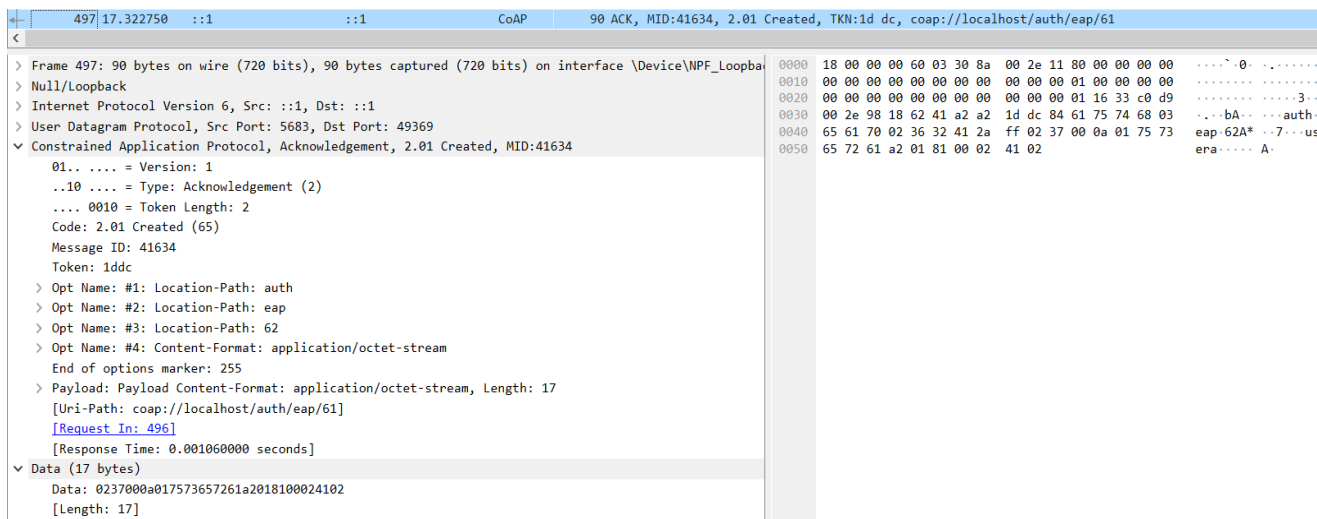 497 17.322750 ::1 ::1 CoAP 90 ACK, MID:41634, 2.01 Created, TKN:1d dc, coap://localhost/auth/eap/61
Frame 497: 90 bytes on wire (720 bits), 90 bytes captured (720 bits) on interface \Device\NPF_Loopba
Null/Loopback
Internet Protocol Version 6, Src: ::1, Dst: ::1
User Datagram Protocol, Src Port: 5683, Dst Port: 49369
Constrained Application Protocol, Acknowledgement, 2.01 Created, MID:41634
01.. .... = Version: 1
..10 .... = Type: Acknowledgement (2)
.... 0010 = Token Length: 2
Code: 2.01 Created (65)
Message ID: 41634
Token: 1ddc
Opt Name: #1: Location-Path: auth
Opt Name: #2: Location-Path: eap
Opt Name: #3: Location-Path: 62
Opt Name: #4: Content-Format: application/octet-stream
End of options marker: 255
Payload: Payload Content-Format: application/octet-stream, Length: 17
[Uri-Path: coap://localhost/auth/eap/61]
[Request In: 496]
[Response Time: 0.001060000 seconds]
Data (17 bytes)
Data: 0237000a017573657261a2018100024102
[Length: 17]
0000 18 00 00 00 60 03 30 8a 00 2e 11 80 00 00 00 00 ····`·0· ·.······
0010 00 00 00 00 00 00 00 00 00 00 00 01 00 00 00 00 ········ ········
0020 00 00 00 00 00 00 00 00 00 00 00 01 16 33 c0 d9 ········ ·····3··
0030 00 2e 98 18 62 41 a2 a2 1d dc 84 61 75 74 68 03 ·.··bA·· ···auth·
0040 65 61 70 02 36 32 41 2a ff 02 37 00 0a 01 75 73 eap·62A* ··7···us
0050 65 72 61 a2 01 81 00 02 41 02 era····· A·